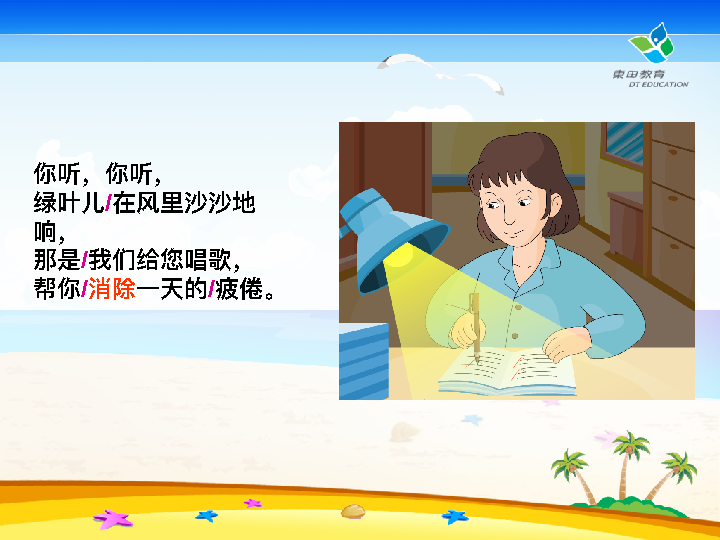 你听，你听，
绿叶儿/在风里沙沙地
响，
那是/我们给您唱歌，
帮你/消除一天的/疲倦。
東田教育
DT EDUCATION